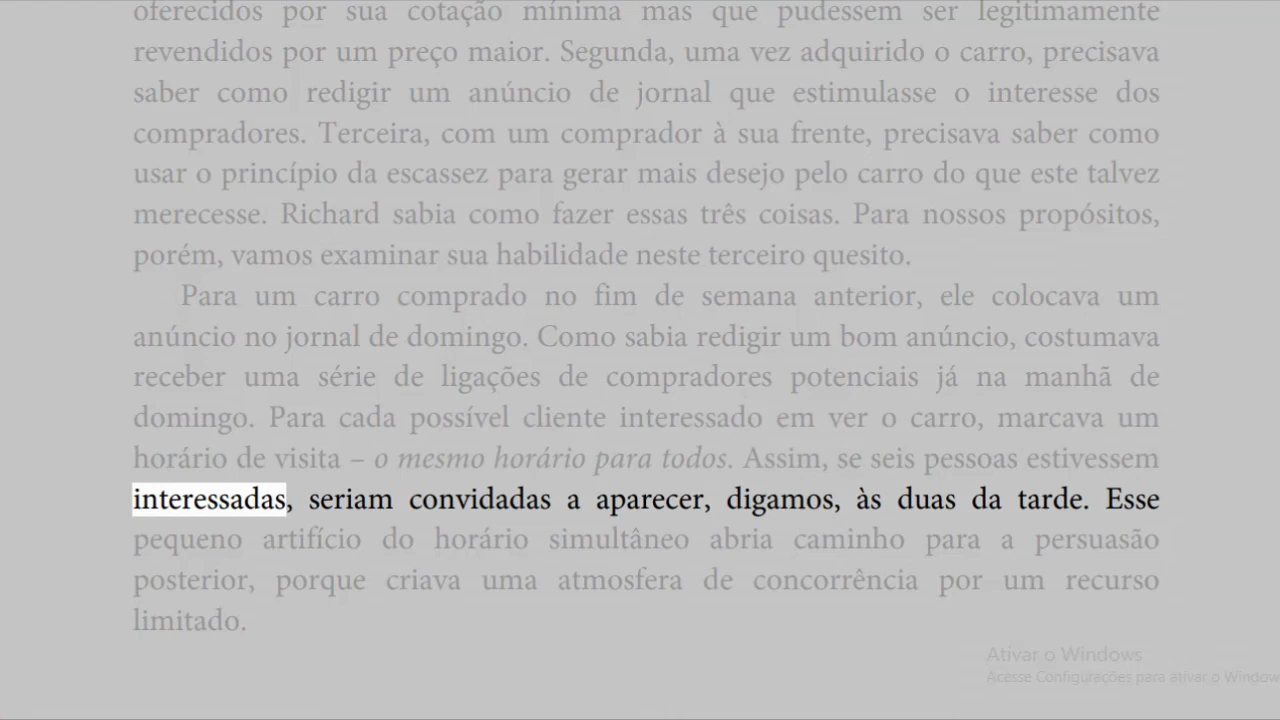 oferecidos por sua cotação mínima mas que pudessem ser legitimamente
revendidos por um preço maior. Segunda, uma vez adquirido o carro, precisava
saber como redigir um anúncio de jornal que estimulasse o interesse dos
compradores. Terceira, com um comprador à sua frente, precisava saber como
usar o princípio da escassez para gerar mais desejo pelo carro do que este talvez
merecesse. Richard sabia como fazer essas três coisas. Para nossos propósitos,
porém, vamos examinar sua habilidade neste terceiro quesito.
Para um carro comprado no fim de semana anterior, ele colocava um
anúncio no jornal de domingo. Como sabia redigir um bom anúncio, costumava
receber uma série de ligações de compradores potenciais já na manhã de
domingo. Para cada possível cliente interessado em ver o carro, marcava um
horário de visita – o mesmo horário para todos. Assim, se seis pessoas estivessem
interessadas, seriam convidadas a aparecer, digamos, às duas da tarde. Esse
pequeno artifício do horário simultâneo abria caminho para a persuasão
posterior, porque criava uma atmosfera de concorrência por um recurso
limitado.
Ativar o Windows
Acesse Configurações para ativar o Window